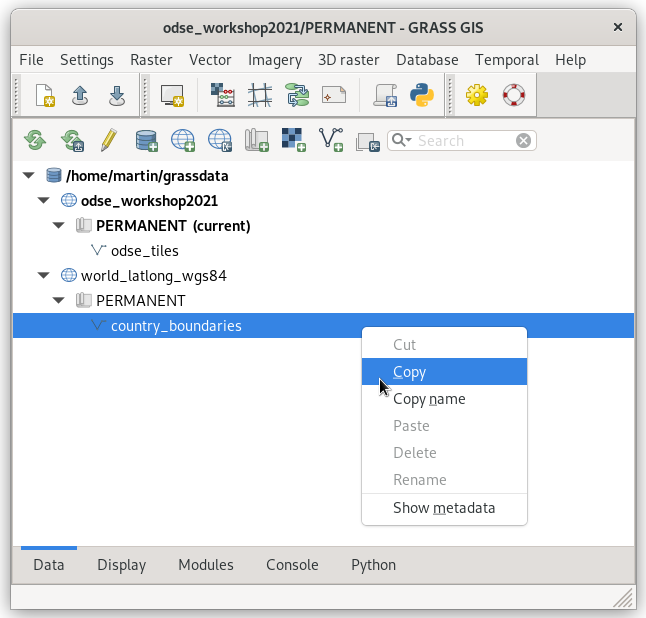 odse_workshop2021/PERMANENT - GRASS GIS
File Settings Raster Vector Imagery 3D raster Database Temporal Help
Search
/home/martin/grassdata
odse_workshop2021
PERMANENT (current)
odse_tiles
world_latlong_wgs84
PERMANENT
country_boundaries
Cut
Copy
Copy name
Paste
Delete
Rename
Show metadata
Data Display Modules Console Python